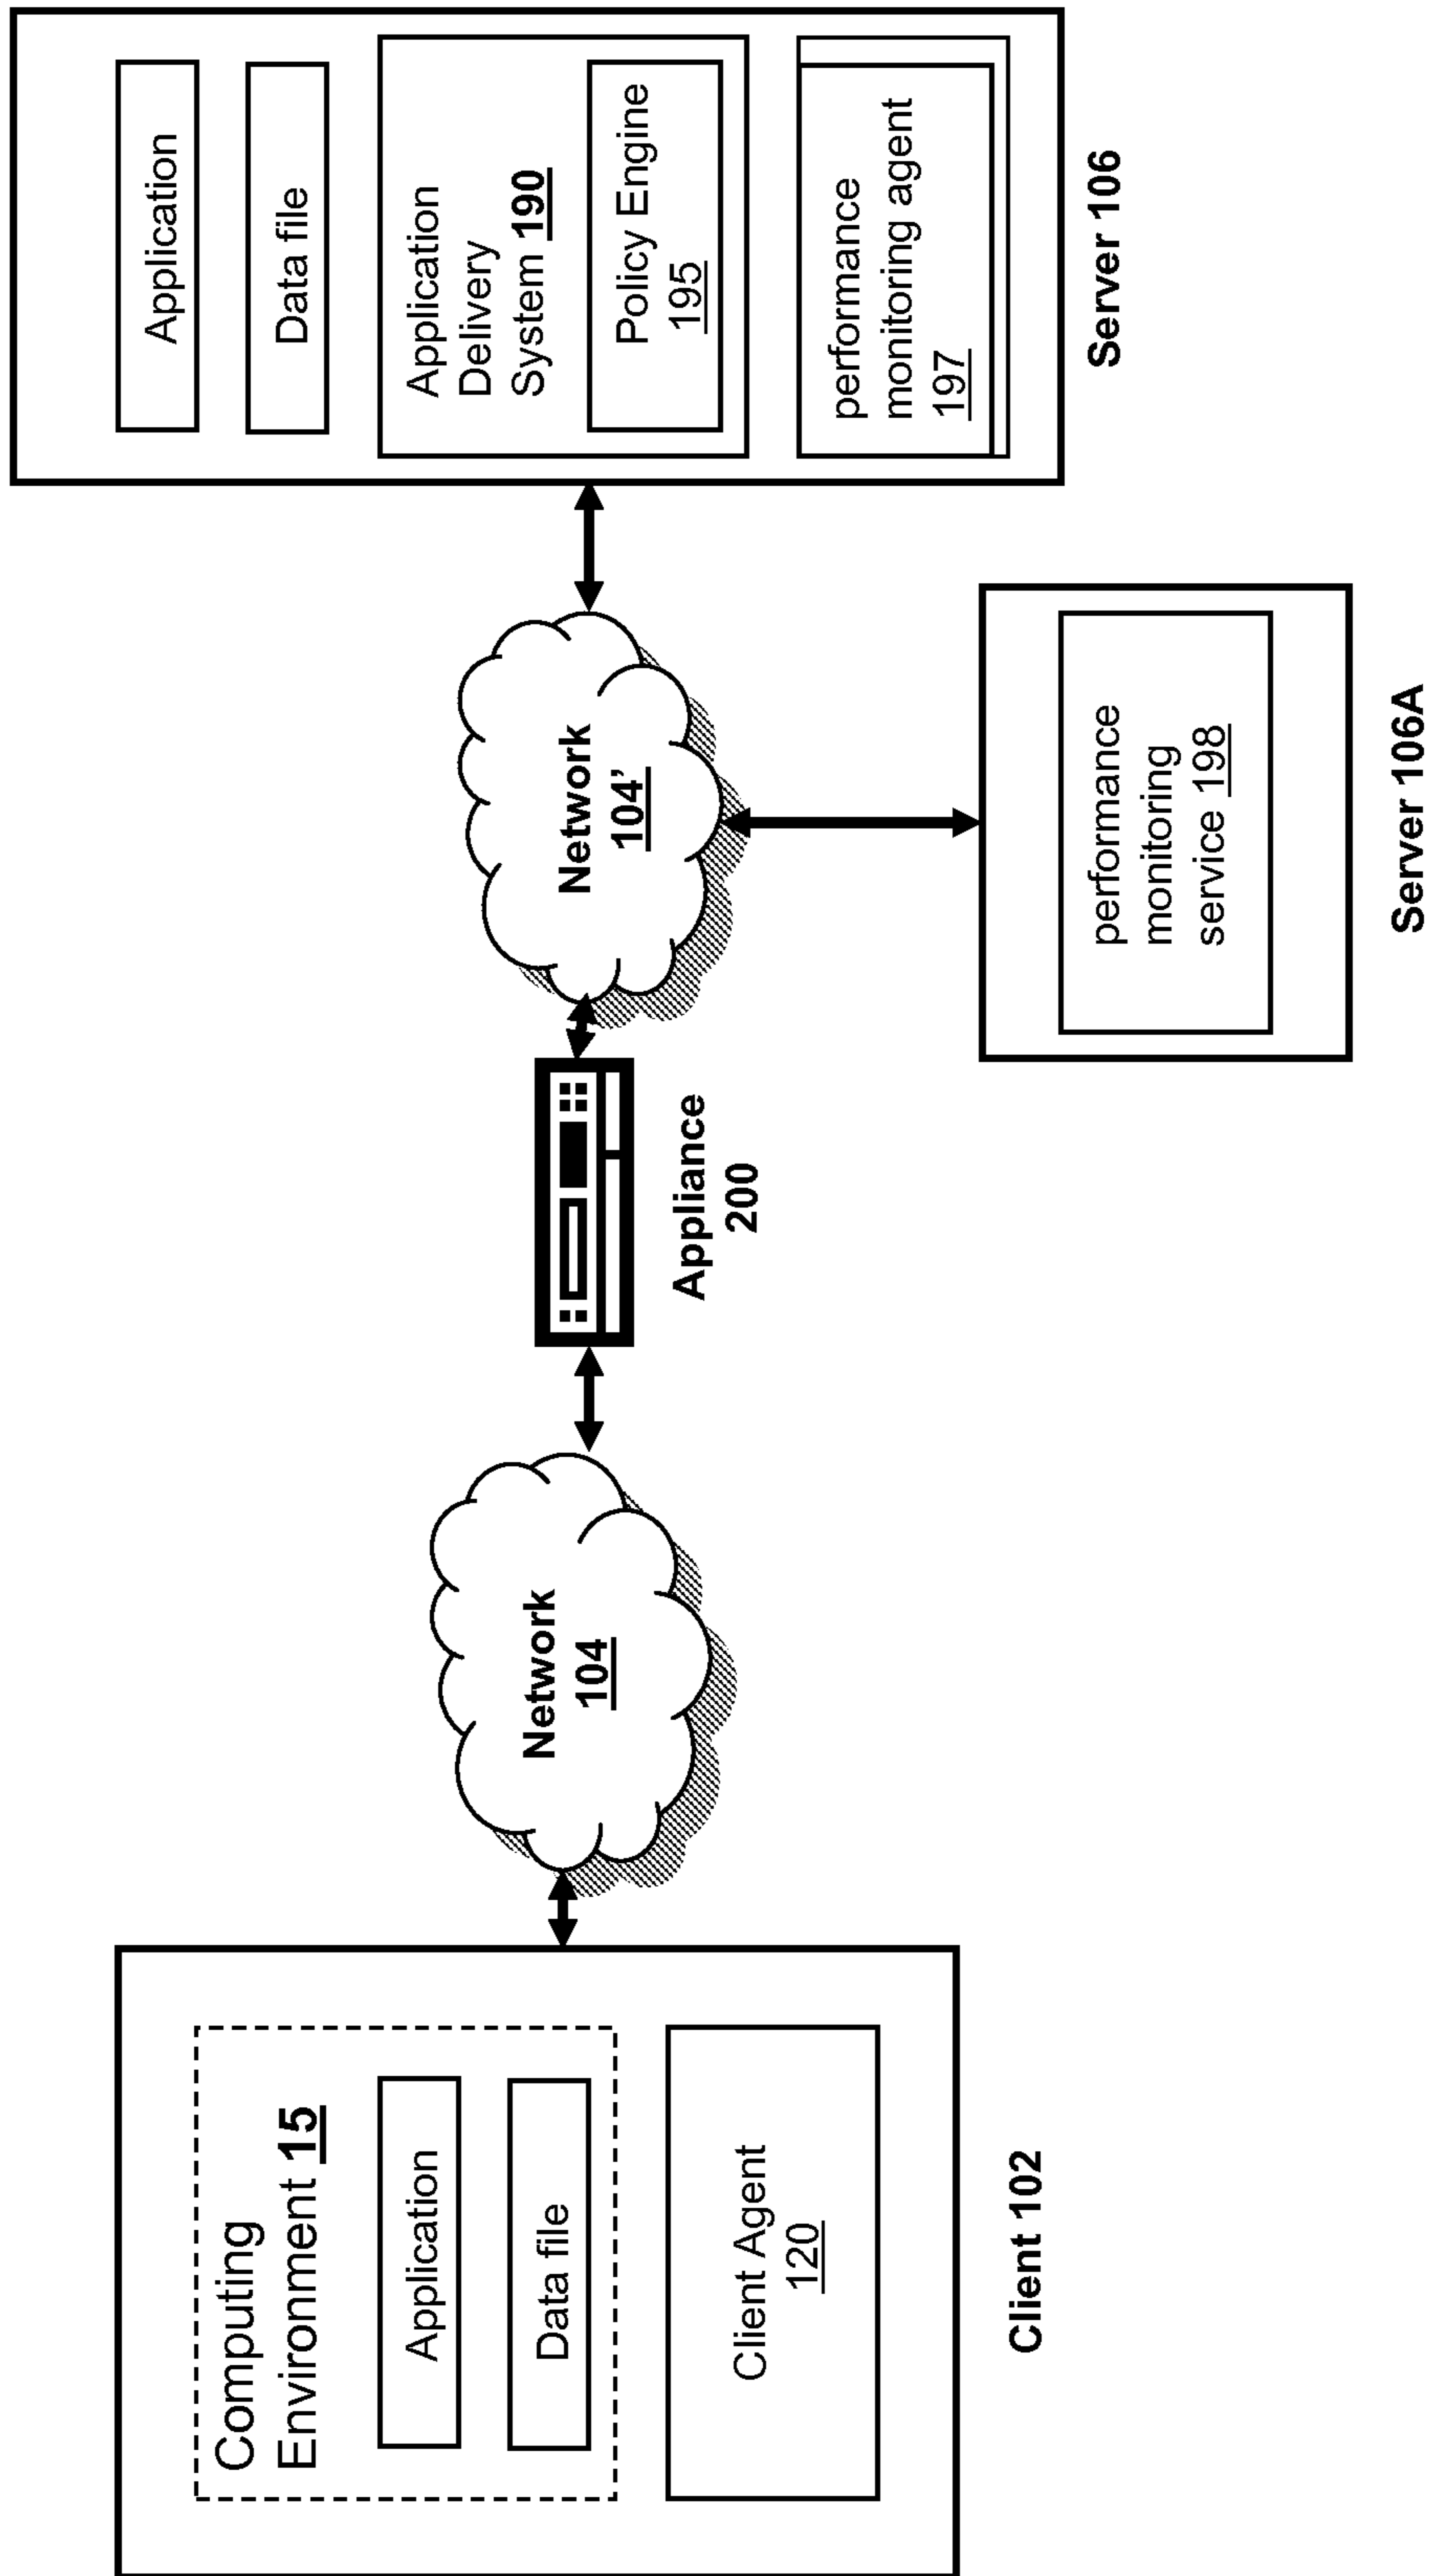 Computing
Environment 15
Application
Data file
Client Agent
120
Client 102
Network
104
Appliance
200
Network
104’
performance
monitoring
service 198
Server 106A
Application
Data file
Application
Delivery
System 190
Policy Engine
195
performance
monitoring agent
197
Server 106